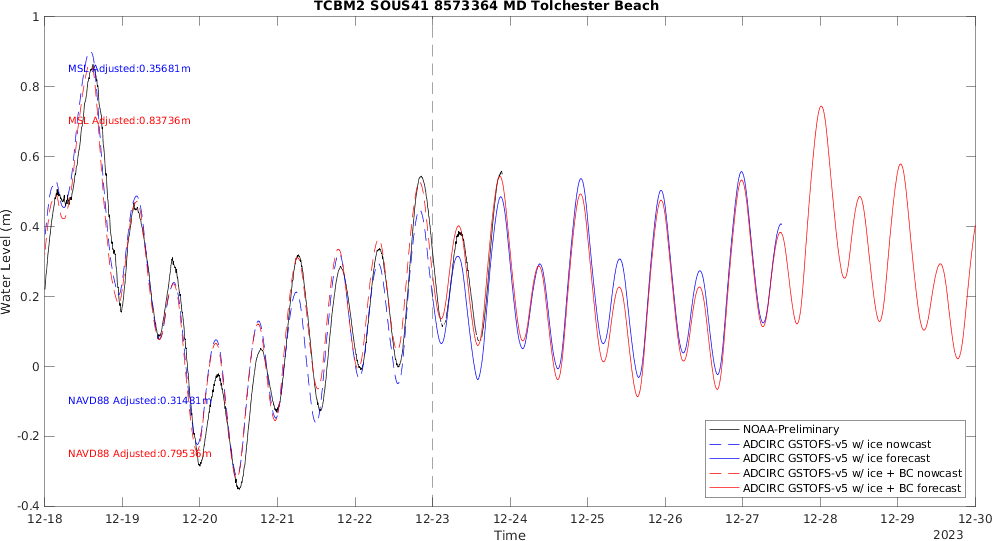 TCBM2 SOUS41 8573364 MD Tolchester Beach
1
0.8
0.6
0.4
0.2
0
-0.2
-0.4
Water Level (m)
MSL Adjusted:0.35681m
MSL Adjusted:0.83736m
NAVD88 Adjusted:0.31481m
NAVD88 Adjusted:0.79536m
NOAA-Preliminary
ADCIRC GSTOFS-v5 w/ ice nowcast
ADCIRC GSTOFS-v5 w/ ice forecast
ADCIRC GSTOFS-v5 w/ ice + BC nowcast
ADCIRC GSTOFS-v5 w/ ice + BC forecast
12-18 12-19 12-20 12-21 12-22 12-23 12-24 12-25 12-26 12-27 12-28 12-29 12-30
Time
2023